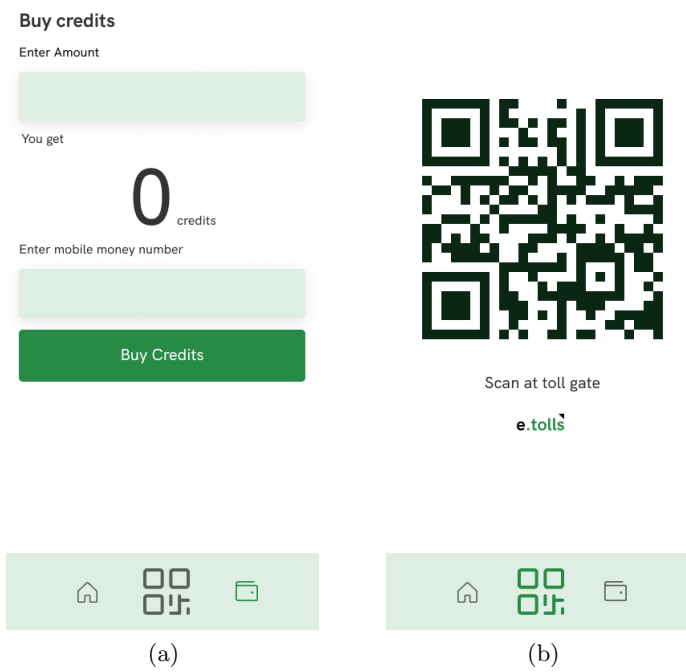 Buy credits
Enter Amount
You get
0 credits
Enter mobile money number
Buy Credits
(a)
Scan at toll gate
e.tolls
(b)